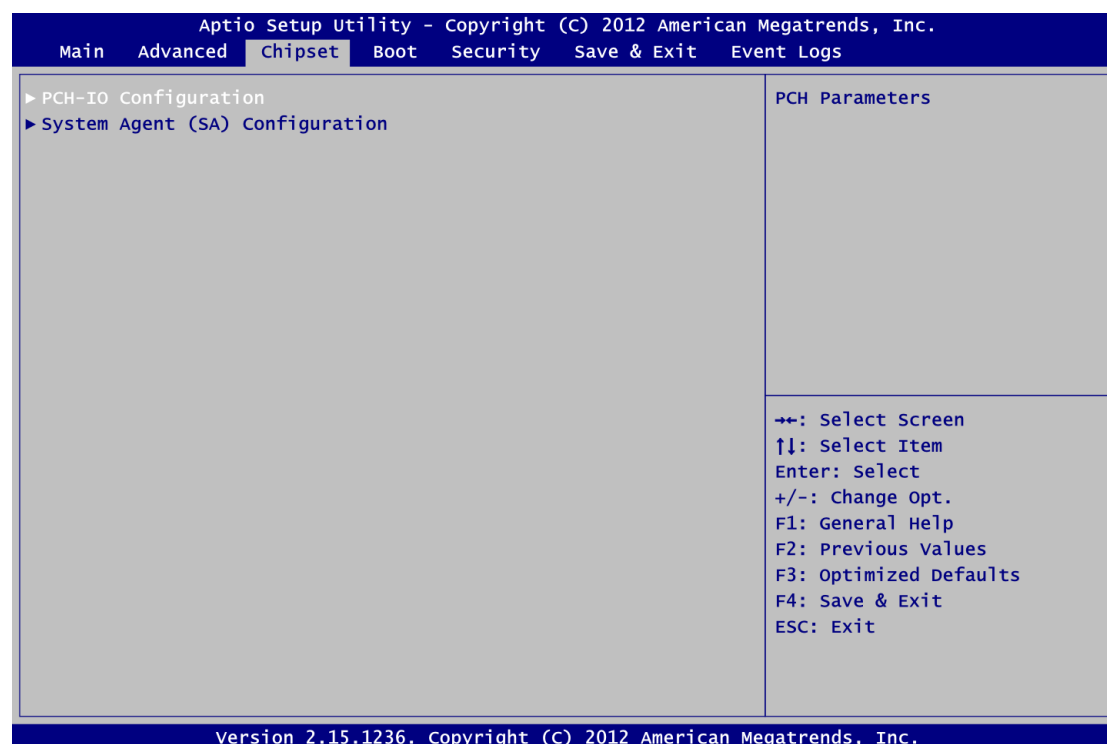 Aptio Setup Utility - Copyright (C) 2012 American Megatrends, Inc.
Main Advanced Chipset Boot Security Save & Exit Event Logs
► PCH-IO Configuration
► System Agent (SA) Configuration
PCH Parameters
→←: Select Screen
↑↓: Select Item
Enter: Select
+/-: Change Opt.
F1: General Help
F2: Previous Values
F3: Optimized Defaults
F4: Save & Exit
ESC: Exit
Version 2.15.1236. Copyright (C) 2012 American Megatrends, Inc.